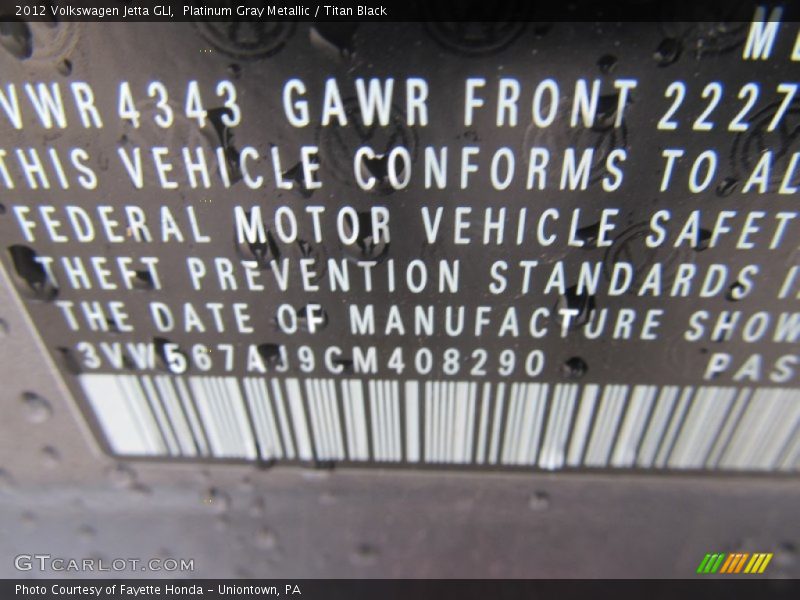 2012 Volkswagen Jetta GLI, Platinum Gray Metallic / Titan Black
VWR 4343 GAWR FRONT 2227
THIS VEHICLE CONFORMS TO AL
FEDERAL MOTOR VEHICLE SAFET
THEFT PREVENTION STANDARDS I
THE DATE OF MANUFACTURE SHOW
3VW567AJ9CM408290 PAS
GTCARLOT.COM
Photo Courtesy of Fayette Honda - Uniontown, PA